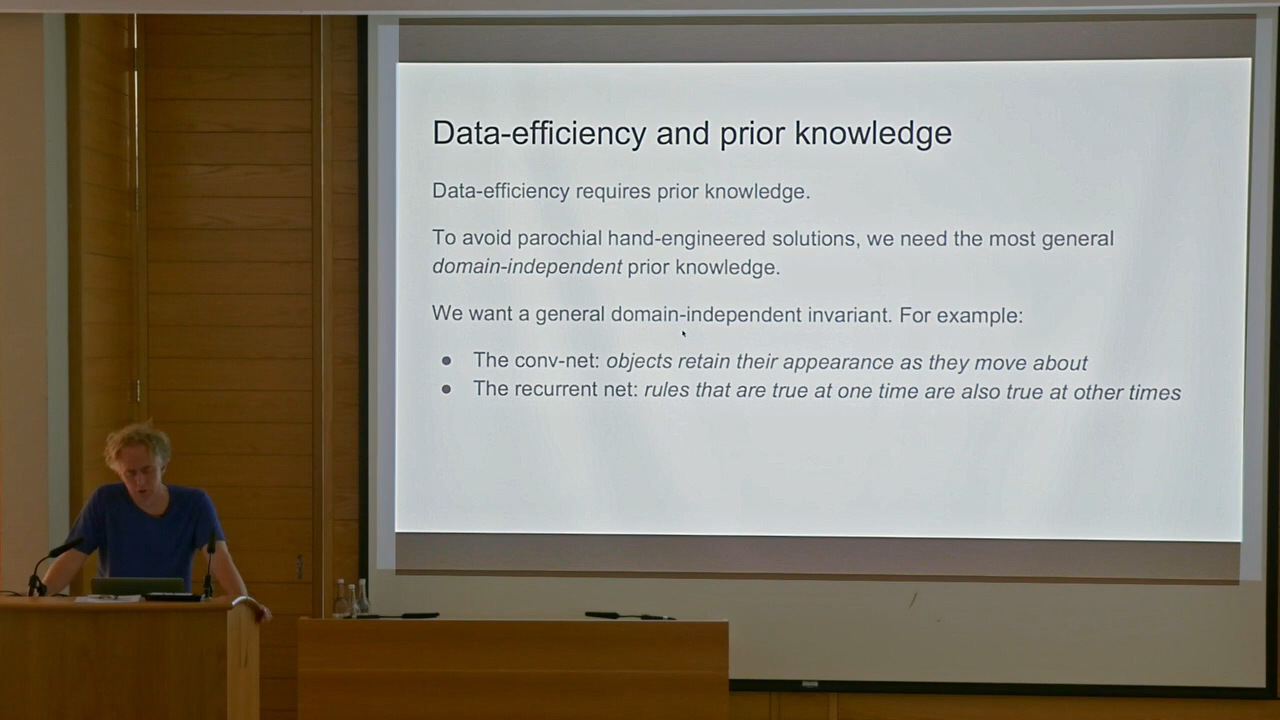 Data-efficiency and prior knowledge
Data-efficiency requires prior knowledge.
To avoid parochial hand-engineered solutions, we need the most general
domain-independent prior knowledge.
We want a general domain-independent invariant. For example:
● The conv-net: objects retain their appearance as they move about
● The recurrent net: rules that are true at one time are also true at other times